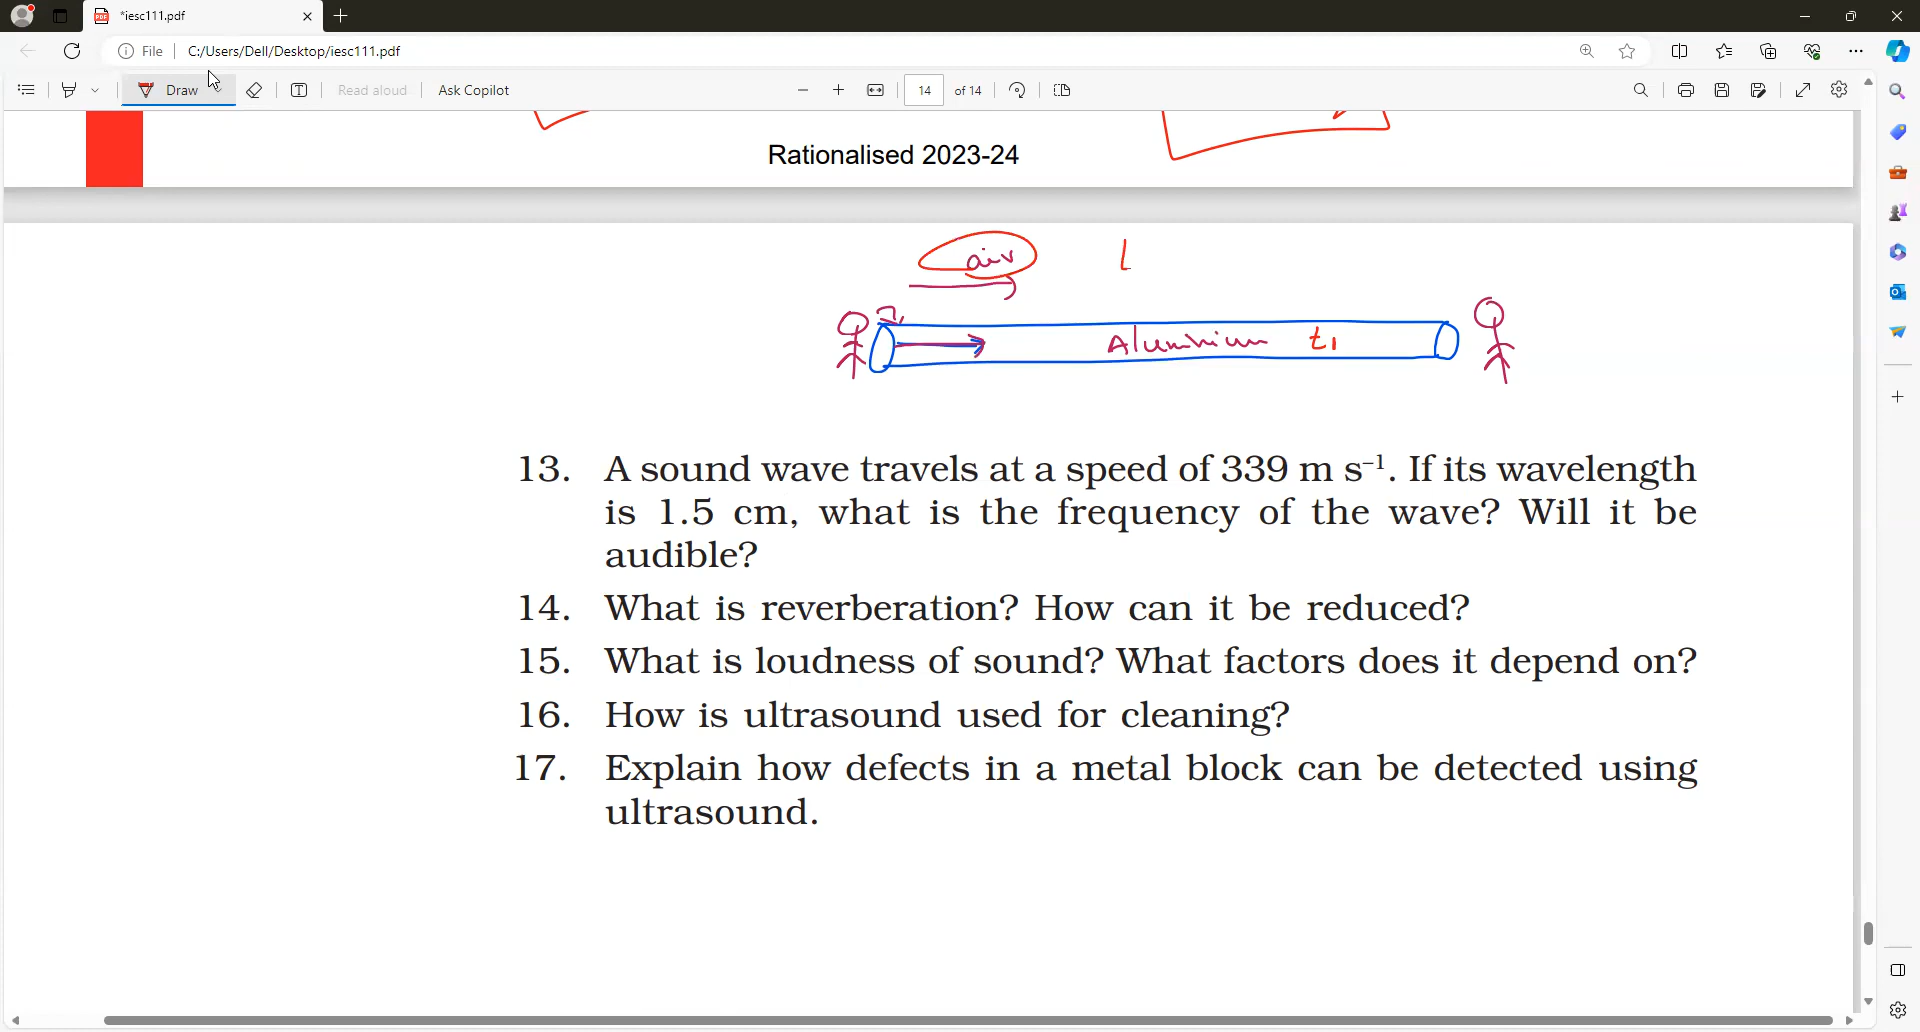 *iesc111.pdf
File
C:/Users/Dell/Desktop/iesc111.pdf
Draw
Read aloud
Ask Copilot
14
of 14
Rationalised 2023-24
air
l
Aluminium t1
13. A sound wave travels at a speed of 339 m s⁻¹. If its wavelength
is 1.5 cm, what is the frequency of the wave? Will it be
audible?
14. What is reverberation? How can it be reduced?
15. What is loudness of sound? What factors does it depend on?
16. How is ultrasound used for cleaning?
17. Explain how defects in a metal block can be detected using
ultrasound.